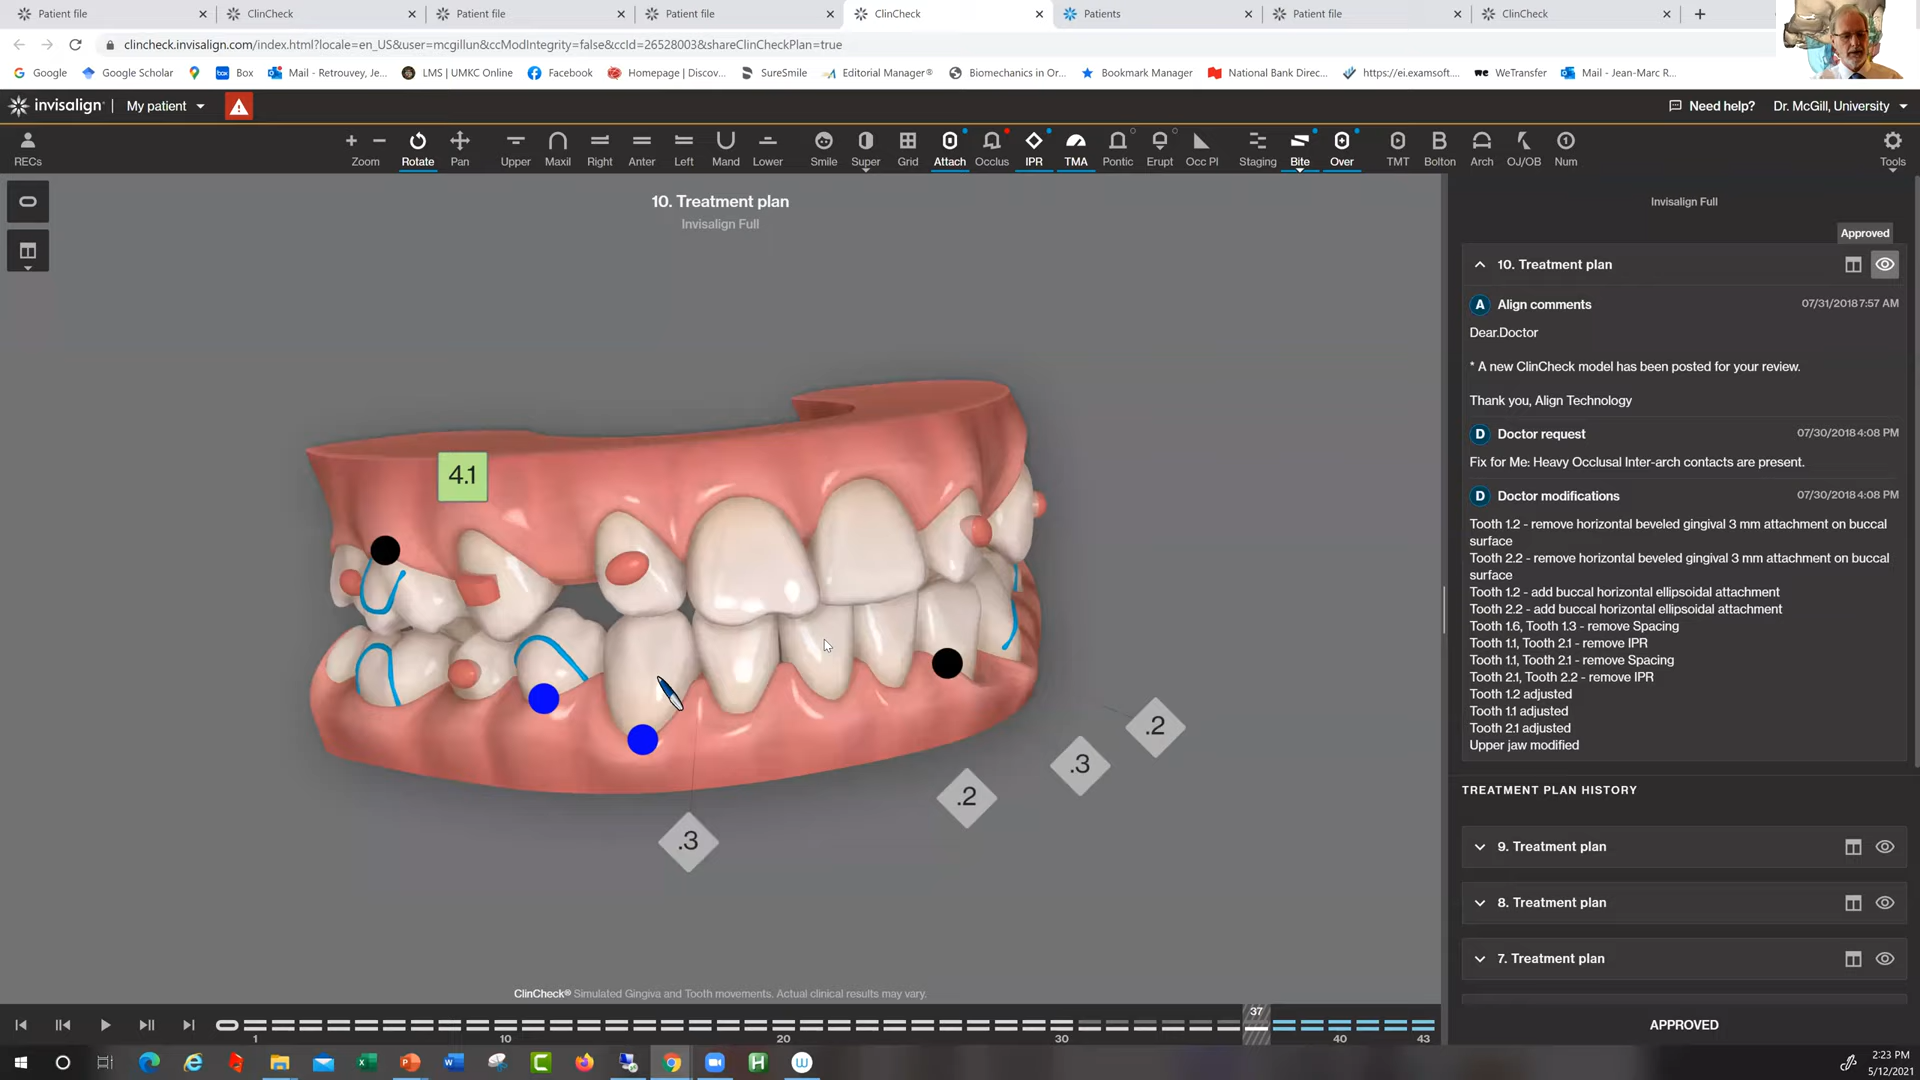 Patient file
ClinCheck
Patient file
Patient file
ClinCheck
Patients
Patient file
ClinCheck
clincheck.invisalign.com/index.html?locale=en_US&user=mcgillun&ccModIntegrity=false&ccId=26528003&shareClinCheckPlan=true
Google
Google Scholar
Box
Mail - Retrouvey, Je...
LMS | UMKC Online
Facebook
Homepage | Discov...
SureSmile
Editorial Manager®
Biomechanics in Or...
Bookmark Manager
National Bank Direc...
https://ei.examsoft....
WeTransfer
Mail - Jean-Marc R...
invisalign
My patient
Need help?
Dr. McGill, University
RECs
Zoom
Rotate
Pan
Upper
Maxil
Right
Anter
Left
Mand
Lower
Smile
Super
Grid
Attach
Occlus
IPR
TMA
Pontic
Erupt
Occ Pl
Staging
Bite
Over
TMT
Bolton
Arch
OJ/OB
Num
Tools
10. Treatment plan
Invisalign Full
4.1
.3
.2
.3
.2
ClinCheck® Simulated Gingiva and Tooth movements. Actual clinical results may vary.
Invisalign Full
Approved
10. Treatment plan
A Align comments 07/31/2018 7:57 AM
Dear.Doctor
* A new ClinCheck model has been posted for your review.
Thank you, Align Technology
D Doctor request 07/30/2018 4:08 PM
Fix for Me: Heavy Occlusal Inter-arch contacts are present.
D Doctor modifications 07/30/2018 4:08 PM
Tooth 1.2 - remove horizontal beveled gingival 3 mm attachment on buccal
surface
Tooth 2.2 - remove horizontal beveled gingival 3 mm attachment on buccal
surface
Tooth 1.2 - add buccal horizontal ellipsoidal attachment
Tooth 2.2 - add buccal horizontal ellipsoidal attachment
Tooth 1.6, Tooth 1.3 - remove Spacing
Tooth 1.1, Tooth 2.1 - remove IPR
Tooth 1.1, Tooth 2.1 - remove Spacing
Tooth 2.1, Tooth 2.2 - remove IPR
Tooth 1.2 adjusted
Tooth 1.1 adjusted
Tooth 2.1 adjusted
Upper jaw modified
TREATMENT PLAN HISTORY
9. Treatment plan
8. Treatment plan
7. Treatment plan
APPROVED
37
1
10
20
30
40
43
2:23 PM
5/12/2021